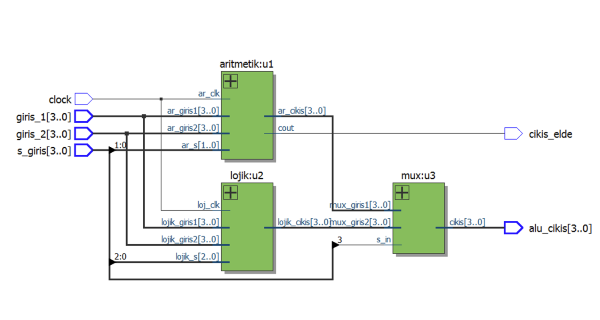 aritmetik:u1
clock
ar_clk
giris_1[3..0]
ar_giris1[3..0]
ar_cikis[3..0]
giris_2[3..0]
ar_giris2[3..0]
cout
cikis_elde
s_giris[3..0]
1:0
ar_s[1..0]
lojik:u2
mux:u3
loj_clk
mux_giris1[3..0]
lojik_giris1[3..0]
lojik_cikis[3..0]
mux_giris2[3..0]
cikis[3..0]
alu_cikis[3..0]
lojik_giris2[3..0]
3
s_in
2:0
lojik_s[2..0]